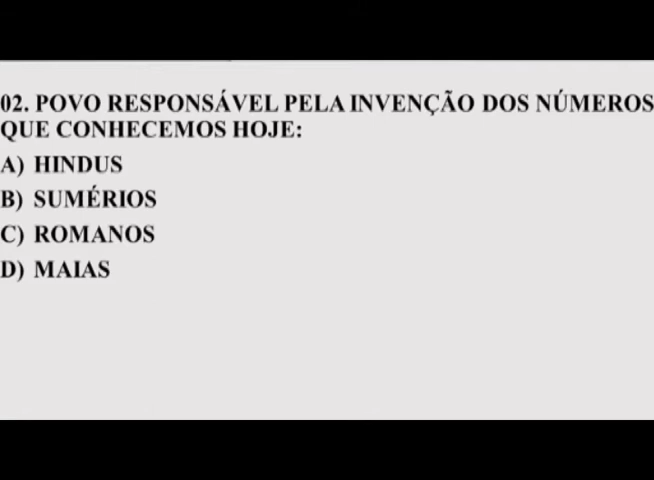 02. POVO RESPONSÁVEL PELA INVENÇÃO DOS NÚMEROS
QUE CONHECEMOS HOJE:
A) HINDUS
B) SUMÉRIOS
C) ROMANOS
D) MAIAS